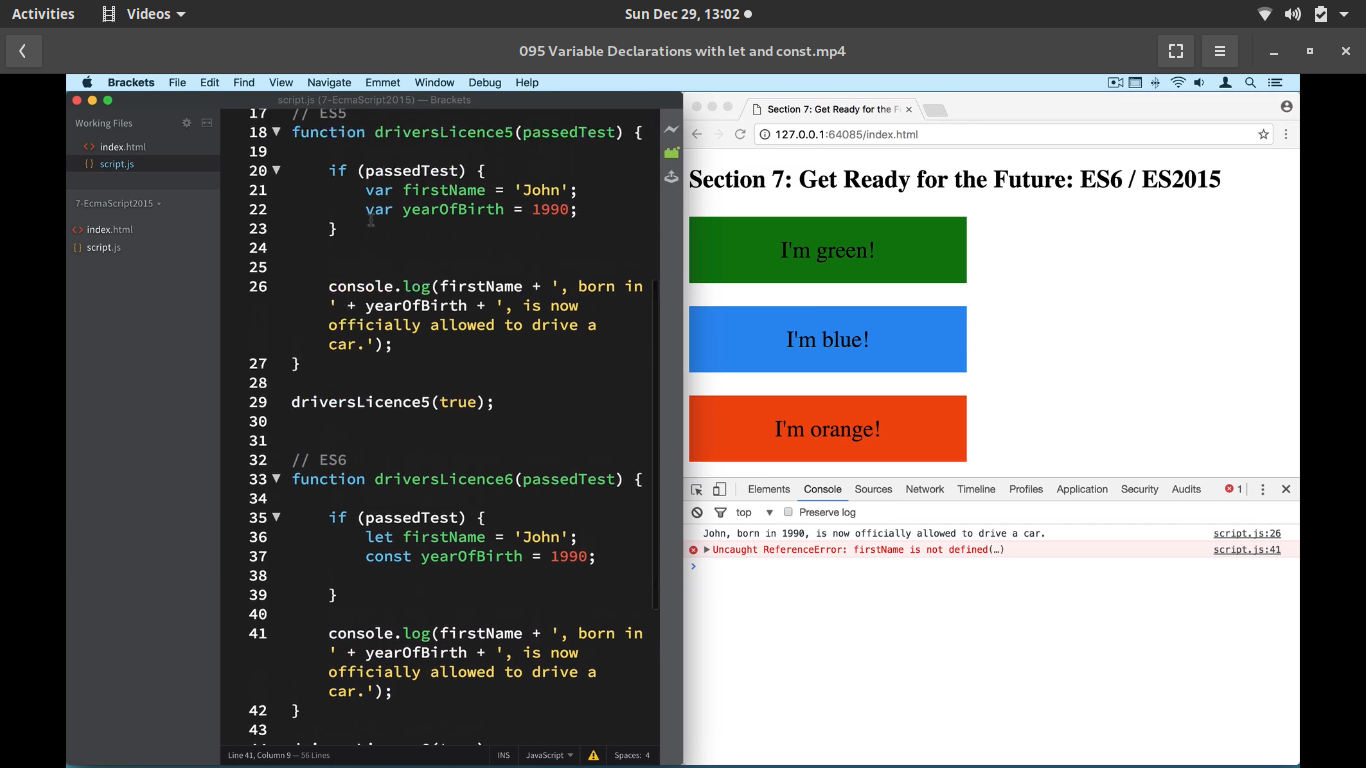 Activities Videos Sun Dec 29, 13:02
095 Variable Declarations with let and const.mp4
Brackets File Edit Find View Navigate Emmet Window Debug Help
script.js (7-EcmaScript2015) — Brackets
Working Files
<> index.html
{} script.js
7-EcmaScript2015
<> index.html
{} script.js
17 // ES5
18 function driversLicence5(passedTest) {
19
20 if (passedTest) {
21 var firstName = 'John';
22 var yearOfBirth = 1990;
23 }
24
25
26 console.log(firstName + ', born in
' + yearOfBirth + ', is now
officially allowed to drive a
car.');
27 }
28
29 driversLicence5(true);
30
31
32 // ES6
33 function driversLicence6(passedTest) {
34
35 if (passedTest) {
36 let firstName = 'John';
37 const yearOfBirth = 1990;
38
39 }
40
41 console.log(firstName + ', born in
' + yearOfBirth + ', is now
officially allowed to drive a
car.');
42 }
43
Line 41, Column 9 — 56 Lines INS JavaScript Spaces: 4
Section 7: Get Ready for the F
127.0.0.1:64085/index.html
Section 7: Get Ready for the Future: ES6 / ES2015
I'm green!
I'm blue!
I'm orange!
Elements Console Sources Network Timeline Profiles Application Security Audits 1
top Preserve log
John, born in 1990, is now officially allowed to drive a car. script.js:26
Uncaught ReferenceError: firstName is not defined(…) script.js:41